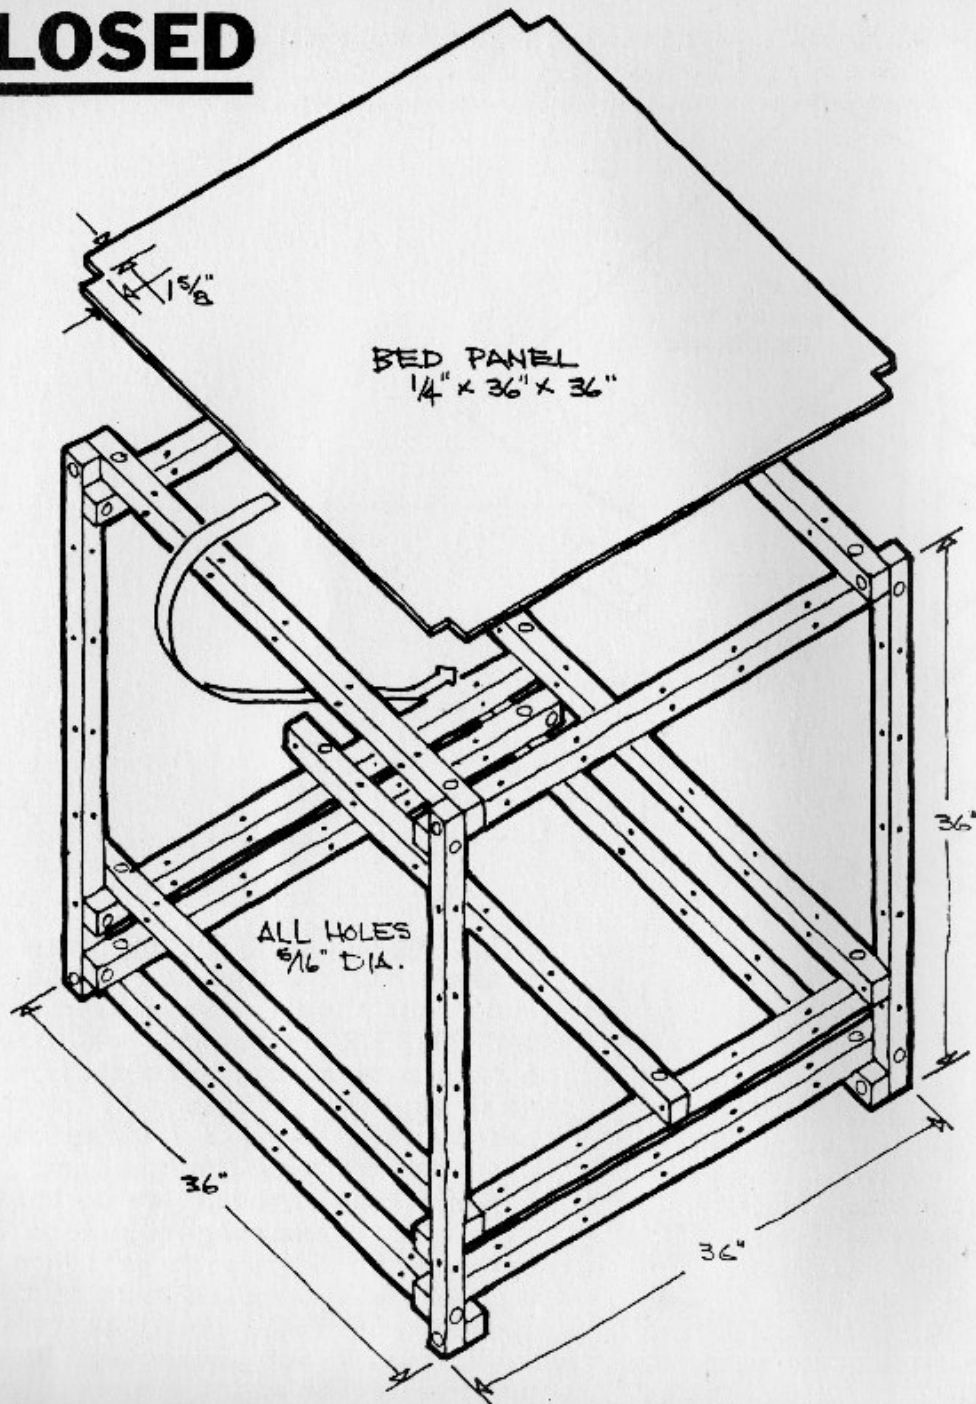 LOSED
1 5/8"
BED PANEL
1/4" x 36" x 36"
36"
ALL HOLES
5/16" DIA.
36"
36"